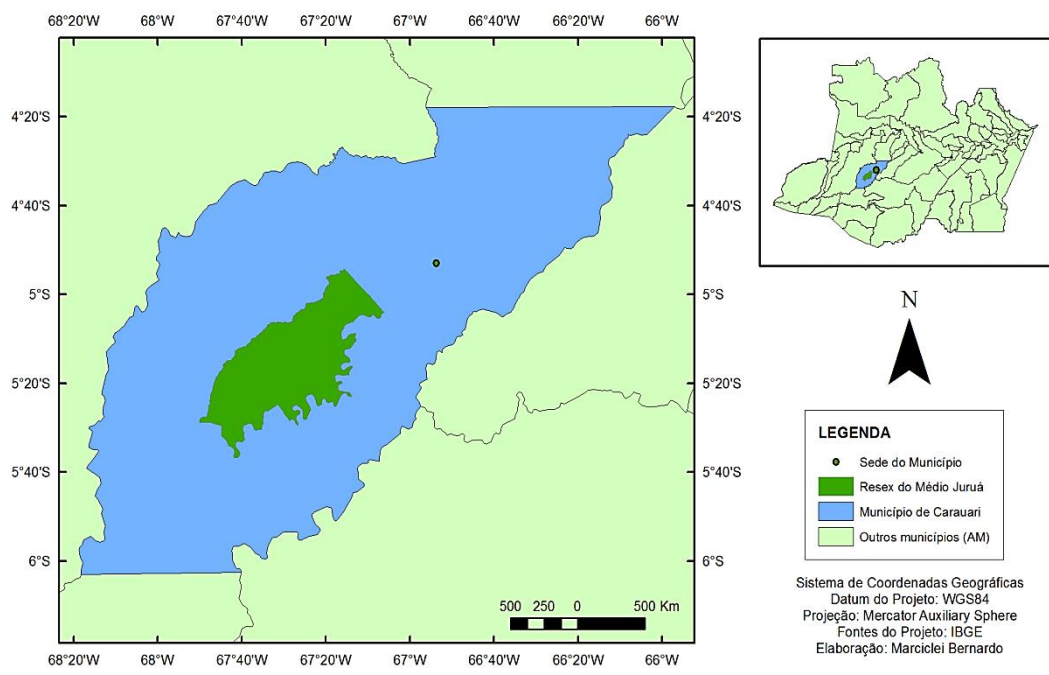 68°20'W 68°W 67°40'W 67°20'W 67°W 66°40'W 66°20'W 66°W
4°20'S 4°20'S
4°40'S 4°40'S
5°S 5°S
5°20'S 5°20'S
5°40'S 5°40'S
6°S 6°S
500 250 0 500 Km
68°20'W 68°W 67°40'W 67°20'W 67°W 66°40'W 66°20'W 66°W
N
LEGENDA
Sede do Município
Resex do Médio Juruá
Município de Carauari
Outros municípios (AM)
Sistema de Coordenadas Geográficas
Datum do Projeto: WGS84
Projeção: Mercator Auxiliary Sphere
Fontes do Projeto: IBGE
Elaboração: Marciclei Bernardo